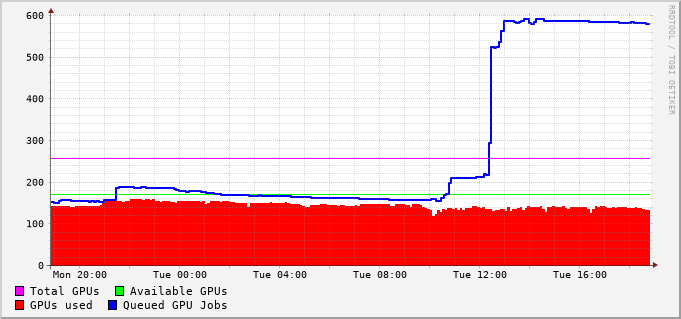 600
500
400
300
200
100
0
Mon 20:00 Tue 00:00 Tue 04:00 Tue 08:00 Tue 12:00 Tue 16:00
Total GPUs Available GPUs
GPUs used Queued GPU Jobs
RRDTOOL / TOBI OETIKER